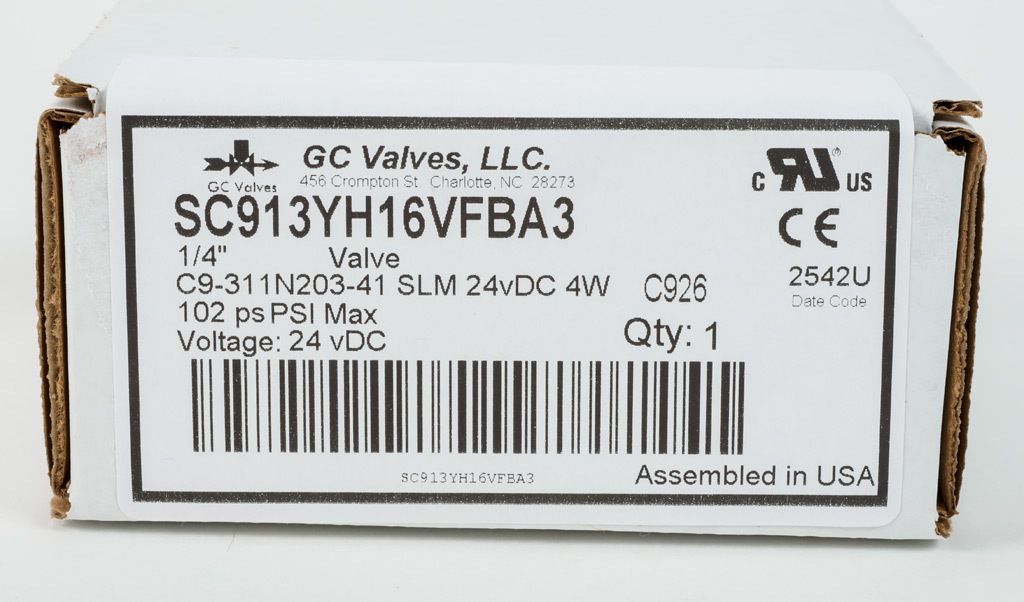 GC Valves, LLC.
GC Valves
456 Crompton St Charlotte, NC 28273
SC913YH16VFBA3
1/4" Valve
C9-311N203-41 SLM 24vDC 4W C926
102 ps PSI Max
Voltage: 24 vDC
Qty: 1
c RU ® US
CE
2542U
Date Code
SC913YH16VFBA3
Assembled in USA